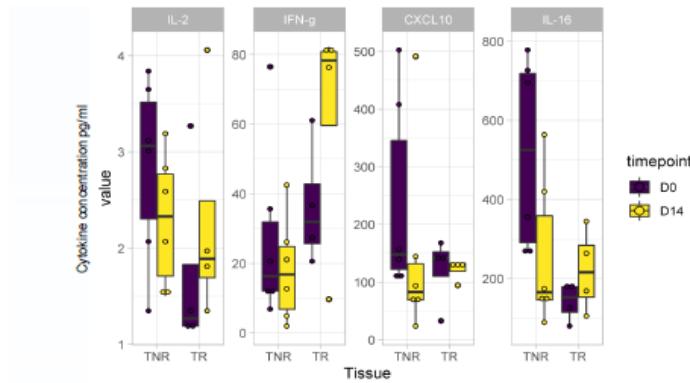 IL-2 IFN-g CXCL10 IL-16
Cytokine concentration pg/ml
value
4
3
2
1
80
60
40
20
0
500
400
300
200
100
0
800
600
400
200
TNR TR TNR TR TNR TR TNR TR
Tissue
timepoint
D0
D14